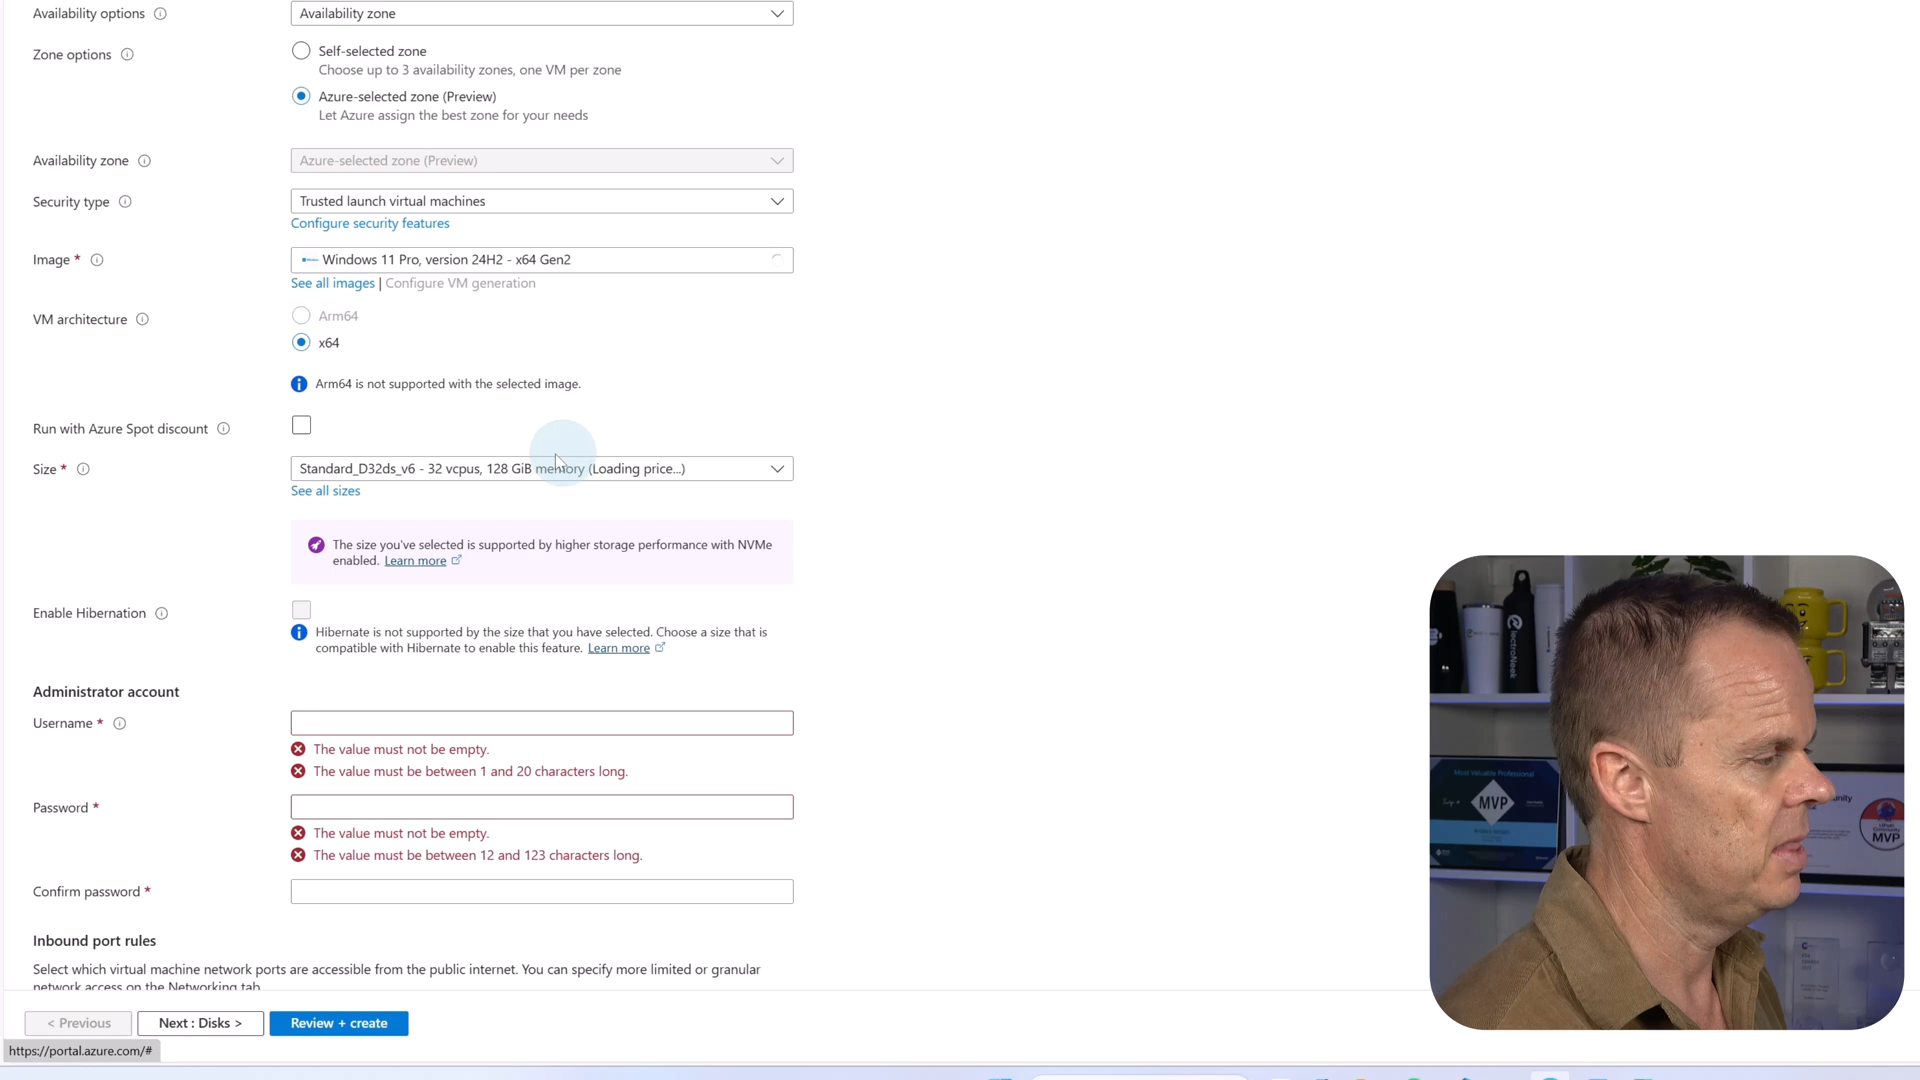 Availability options
Availability zone
Zone options
Self-selected zone
Choose up to 3 availability zones, one VM per zone
Azure-selected zone (Preview)
Let Azure assign the best zone for your needs
Availability zone
Azure-selected zone (Preview)
Security type
Trusted launch virtual machines
Configure security features
Image *
Windows 11 Pro, version 24H2 - x64 Gen2
See all images | Configure VM generation
VM architecture
Arm64
x64
Arm64 is not supported with the selected image.
Run with Azure Spot discount
Size *
Standard_D32ds_v6 - 32 vcpus, 128 GiB memory (Loading price...)
See all sizes
The size you've selected is supported by higher storage performance with NVMe
enabled. Learn more
Enable Hibernation
Hibernate is not supported by the size that you have selected. Choose a size that is
compatible with Hibernate to enable this feature. Learn more
Administrator account
Username *
The value must not be empty.
The value must be between 1 and 20 characters long.
Password *
The value must not be empty.
The value must be between 12 and 123 characters long.
Confirm password *
Inbound port rules
Select which virtual machine network ports are accessible from the public internet. You can specify more limited or granular
network access on the Networking tab.
< Previous
Next : Disks >
Review + create
https://portal.azure.com/#
lectroNeek
Most Valuable Professional
MVP
MVP